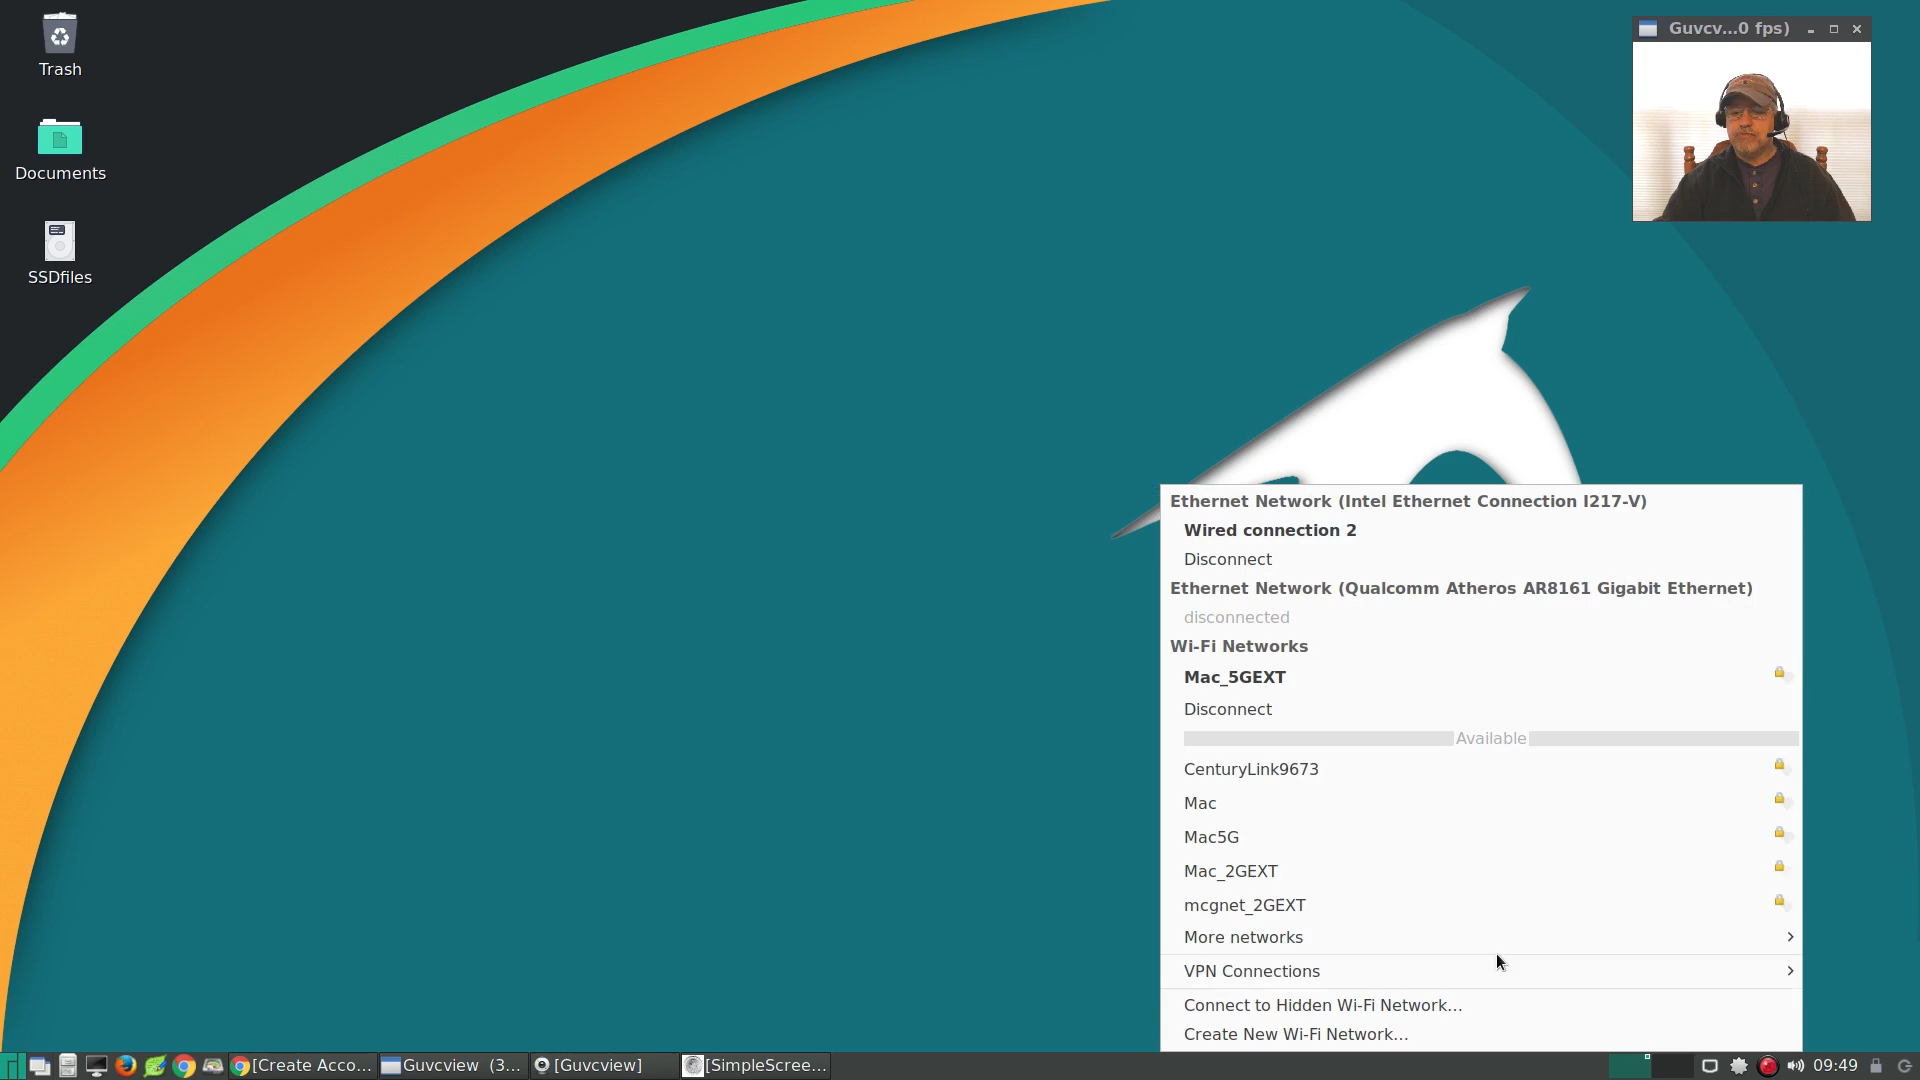 Trash
Documents
SSDfiles
Guvcv...0 fps)
Ethernet Network (Intel Ethernet Connection I217-V)
Wired connection 2
Disconnect
Ethernet Network (Qualcomm Atheros AR8161 Gigabit Ethernet)
disconnected
Wi-Fi Networks
Mac_5GEXT
Disconnect
Available
CenturyLink9673
Mac
Mac5G
Mac_2GEXT
mcgnet_2GEXT
More networks
VPN Connections
Connect to Hidden Wi-Fi Network...
Create New Wi-Fi Network...
[Create Acco...
Guvcview (3...
[Guvcview]
[SimpleScree...
09:49